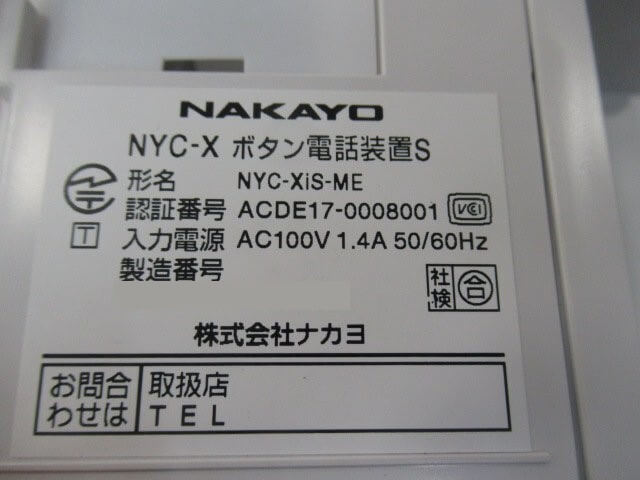 NAKAYO
NYC-X ボタン電話装置S
形名 NYC-XiS-ME
認証番号 ACDE17-0008001 VCCI
T 入力電源 AC100V 1.4A 50/60Hz
製造番号
社検 合
株式会社ナカヨ
お問合わせは
取扱店
TEL